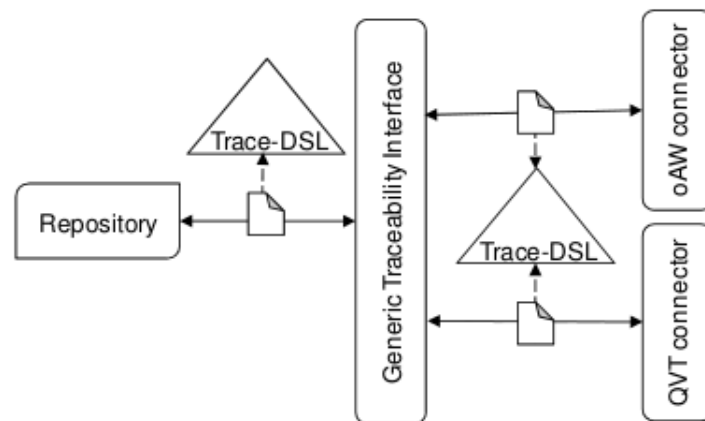 Trace-DSL
Repository
Generic Traceability Interface
Trace-DSL
oAW connector
QVT connector